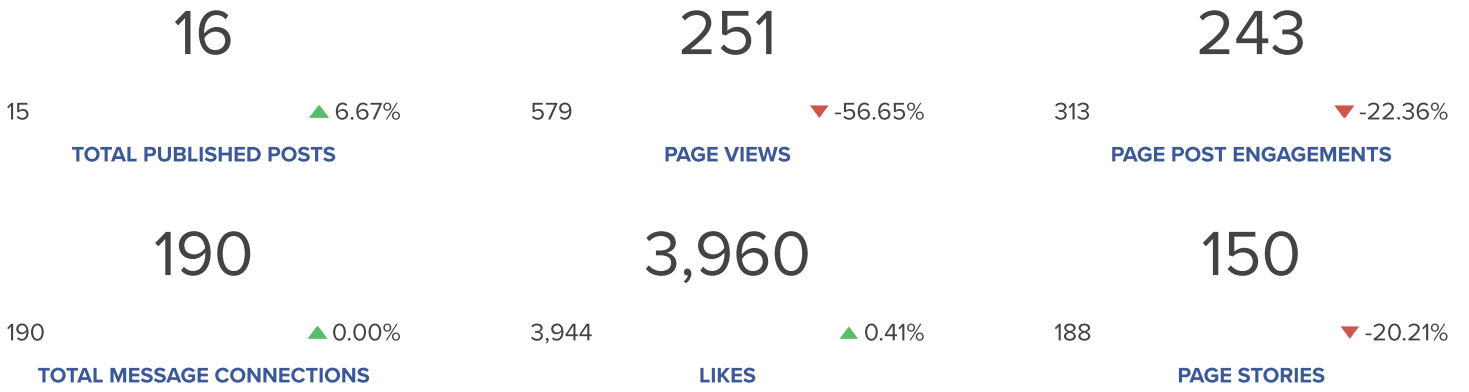 16 251 243
15 ▲ 6.67% 579 ▼ -56.65% 313 ▼ -22.36%
TOTAL PUBLISHED POSTS PAGE VIEWS PAGE POST ENGAGEMENTS
190 3,960 150
190 ▲ 0.00% 3,944 ▲ 0.41% 188 ▼ -20.21%
TOTAL MESSAGE CONNECTIONS LIKES PAGE STORIES